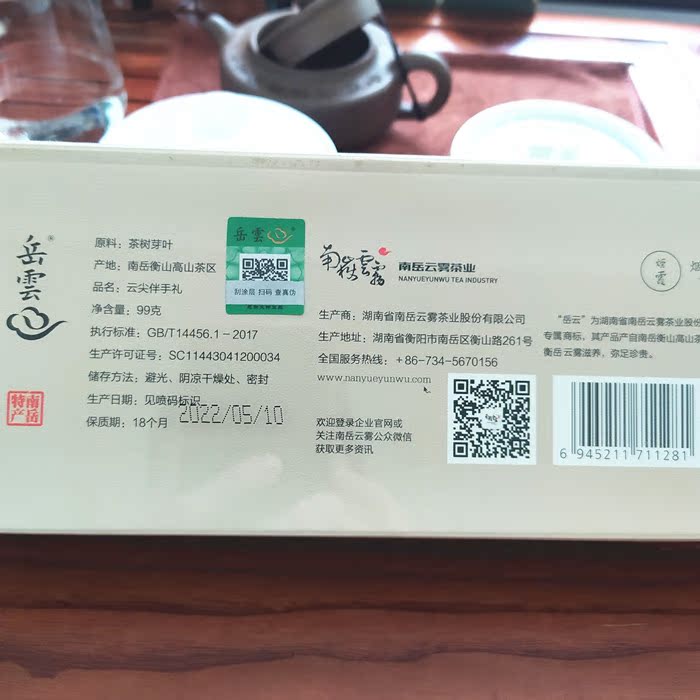 岳雲®
南岳
特产
原料：茶树芽叶
产地：南岳衡山高山茶区
品名：云尖伴手礼
净含量：99克
执行标准：GB/T14456.1-2017
生产许可证号：SC11443041200034
储存方法：避光、阴凉干燥处、密封
生产日期：见喷码标识
2022/05/10
保质期：18个月
岳雲
刮涂层 扫码 查真伪
南嶽雲霧
南岳云雾茶业
NANYUEYUNWU TEA INDUSTRY
生产商：湖南省南岳云雾茶业股份有限公司
生产地址：湖南省衡阳市南岳区衡山路261号
全国服务热线：+86-734-5670156
www.nanyueyunwu.com
欢迎登录企业官网或
关注南岳云雾公众微信
获取更多资讯
“岳云”为湖南省南岳云雾茶业股份
专属商标，其产品产自南岳衡山高山茶
衡岳云雾滋养，弥足珍贵。
6 945211 711281